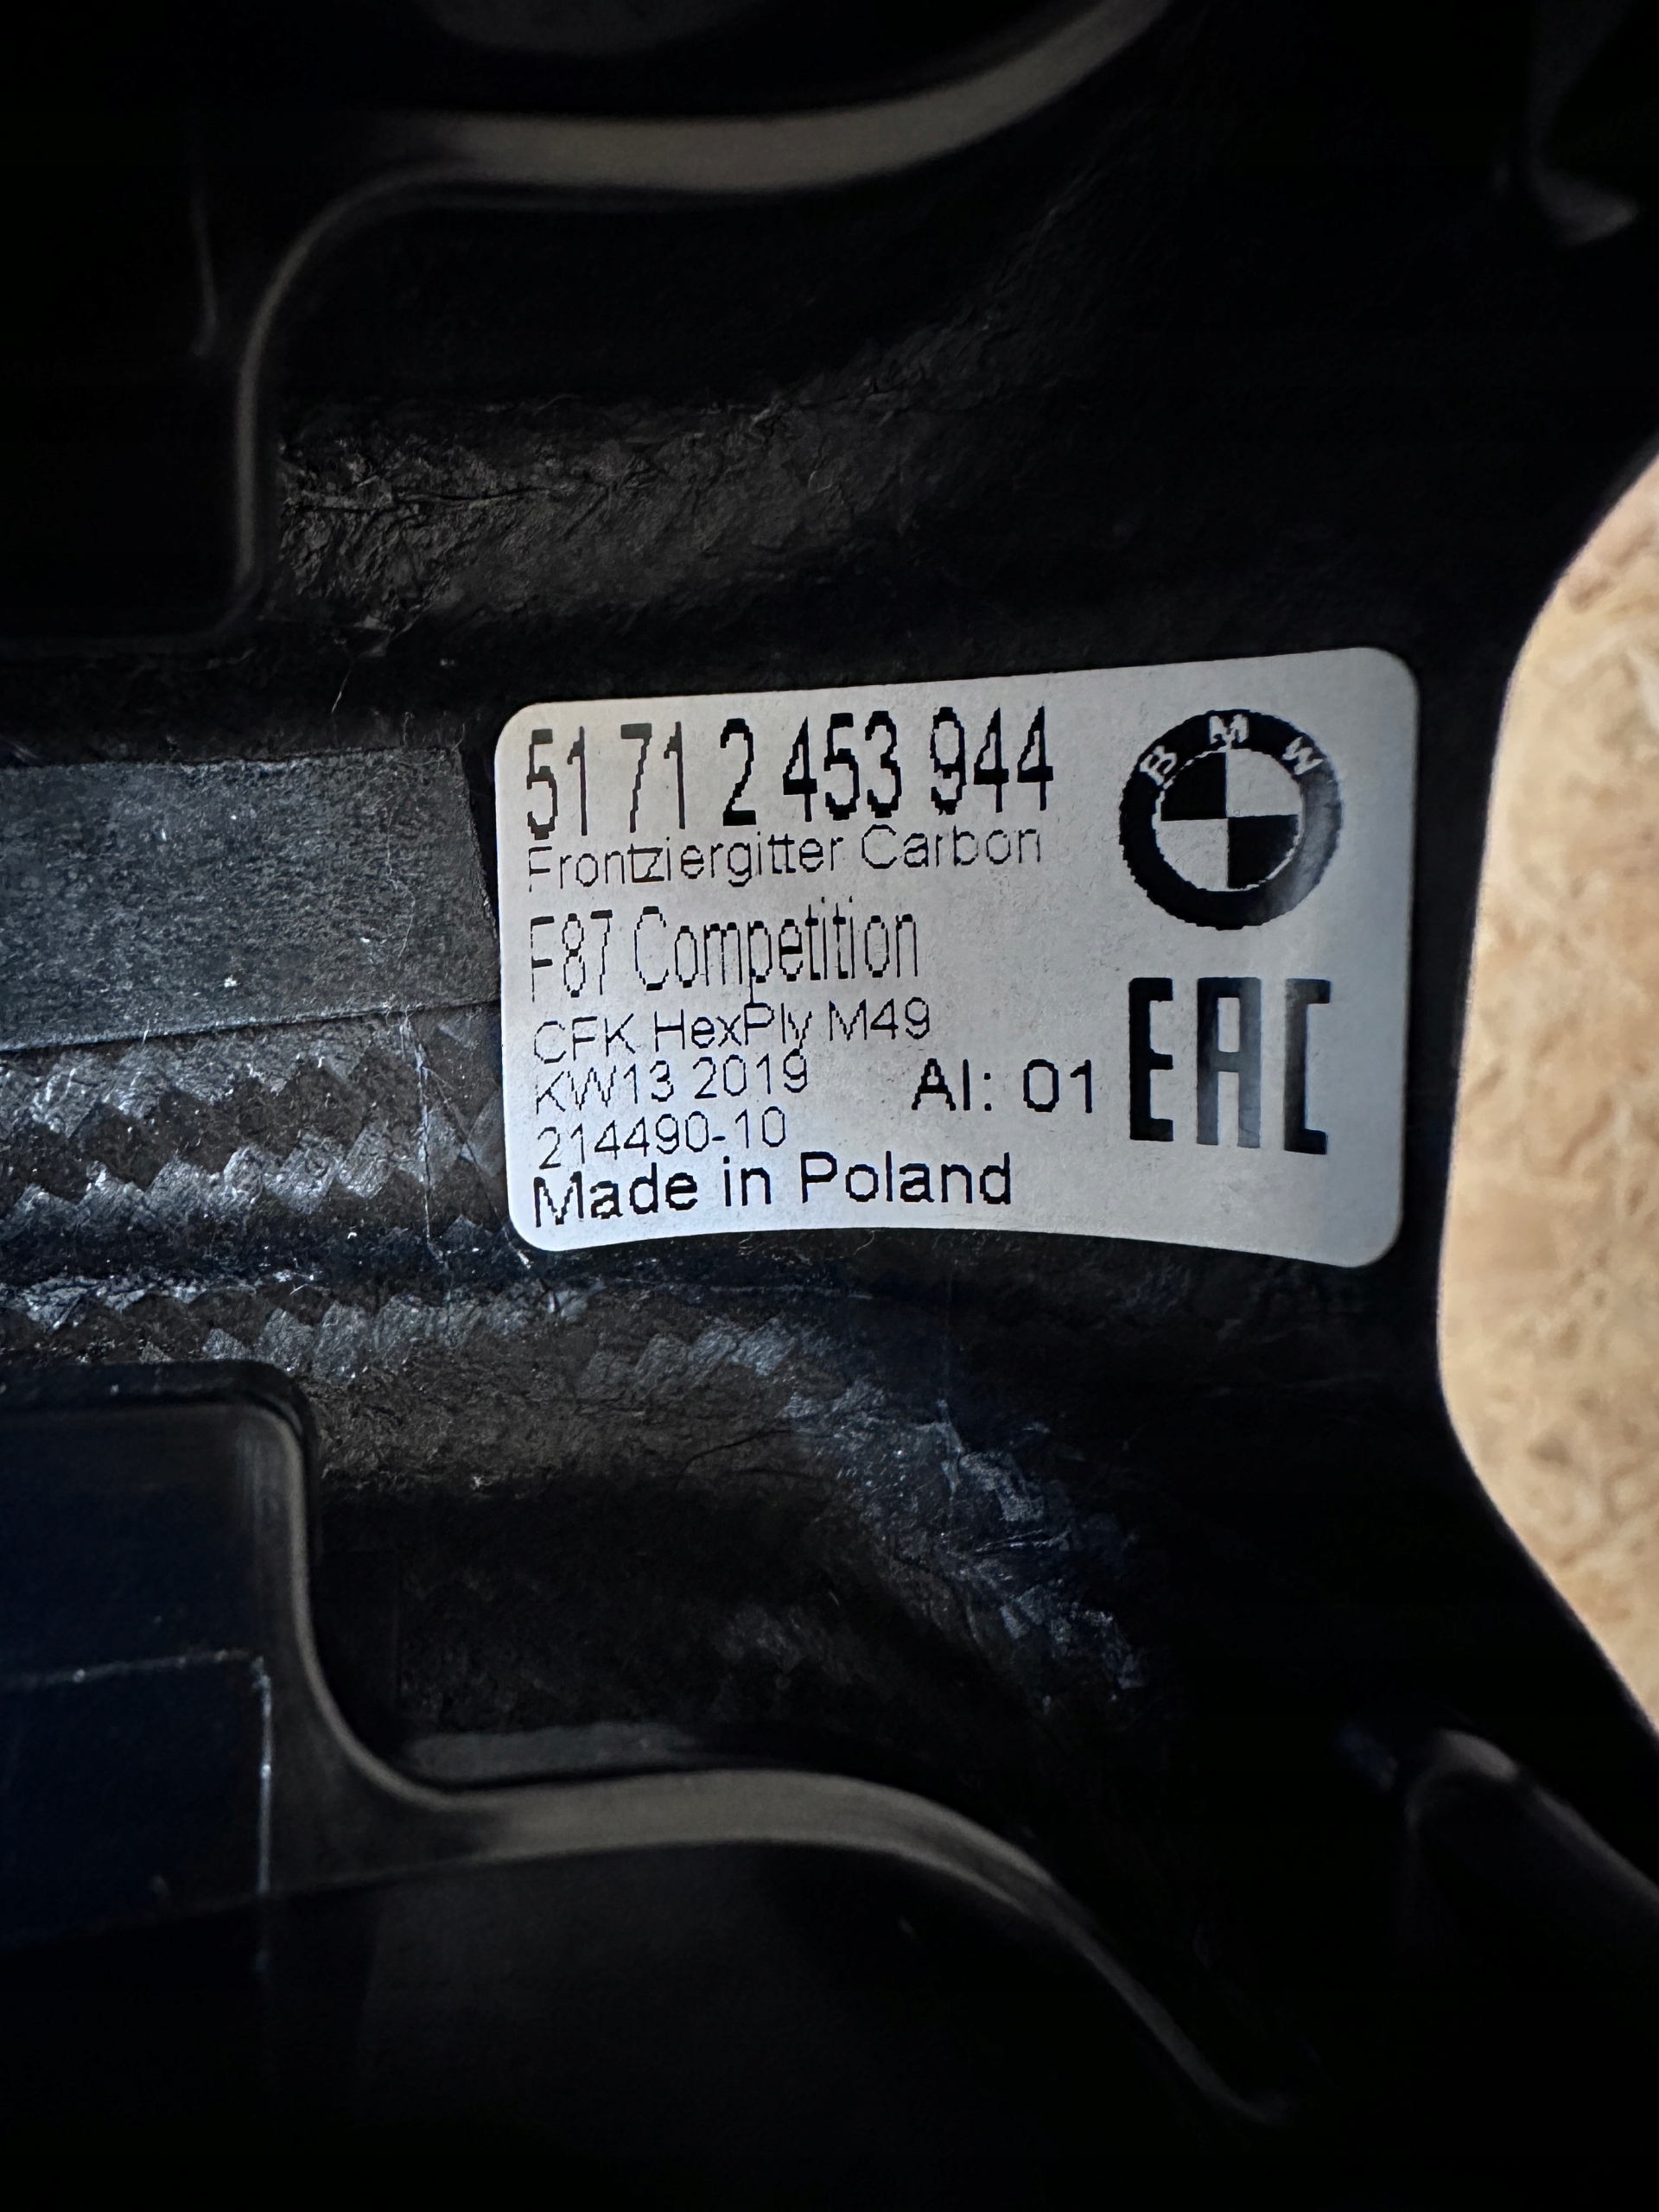 51 71 2 453 944
Frontziergitter Carbon
F87 Competition
CFK HexPly M49
KW13 2019
214490-10
AI: 01
Made in Poland
BMW
EAC